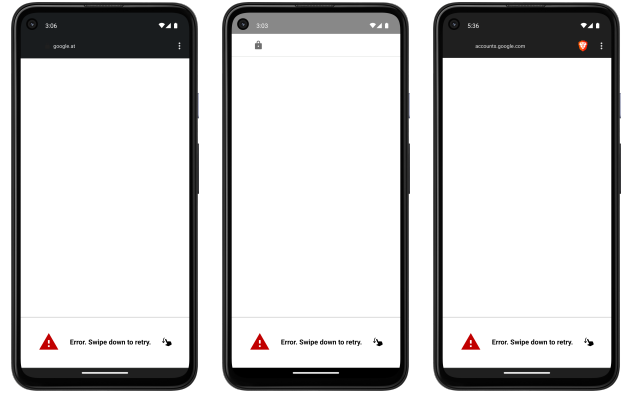 3:06
google.at
Error. Swipe down to retry.
3:03
Error. Swipe down to retry.
5:36
accounts.google.com
Error. Swipe down to retry.